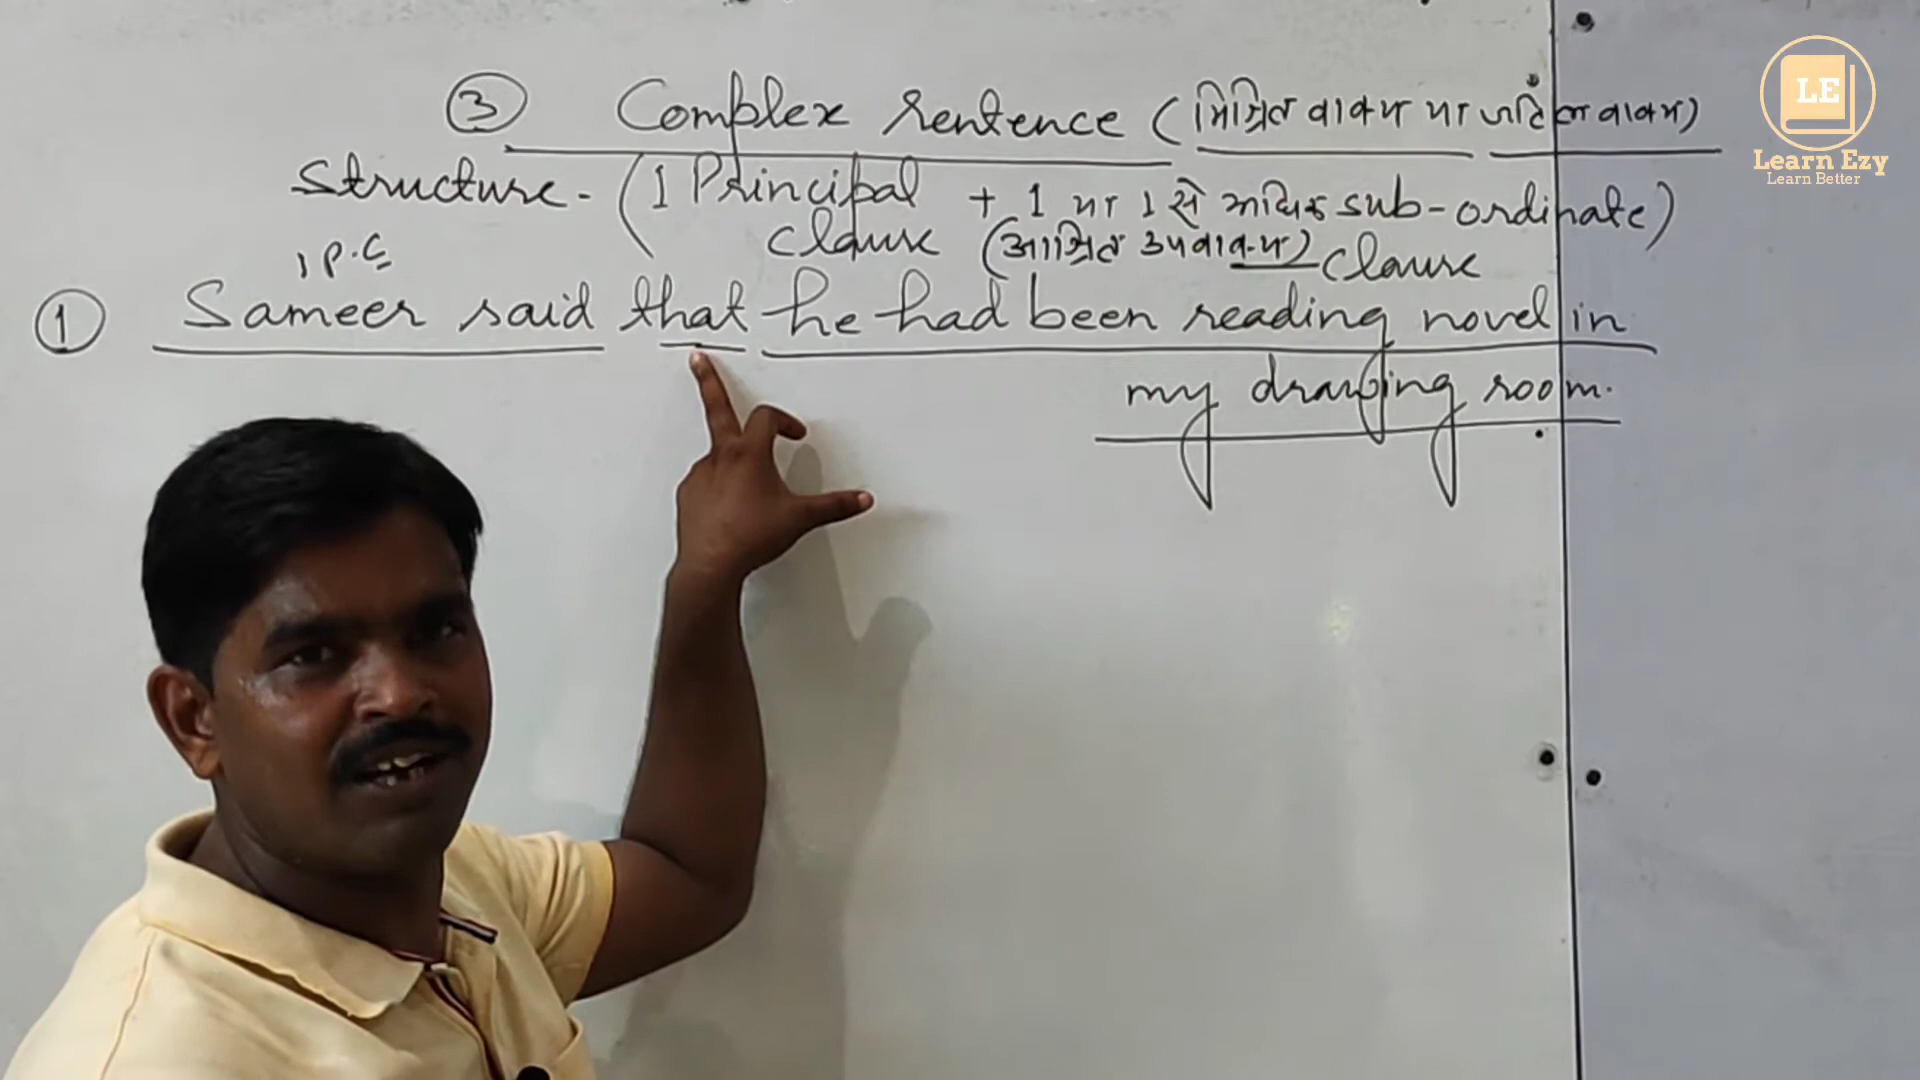 ③ Complex sentence (मिश्रित वाक्य या जटिल वाक्य)
Structure - (1 Principal clause + 1 या 1 से अधिक sub-ordinate clause)
(आश्रित उपवाक्य)
1 P.C
① Sameer said that he had been reading novel in
my drawing room.
LE
Learn Ezy
Learn Better